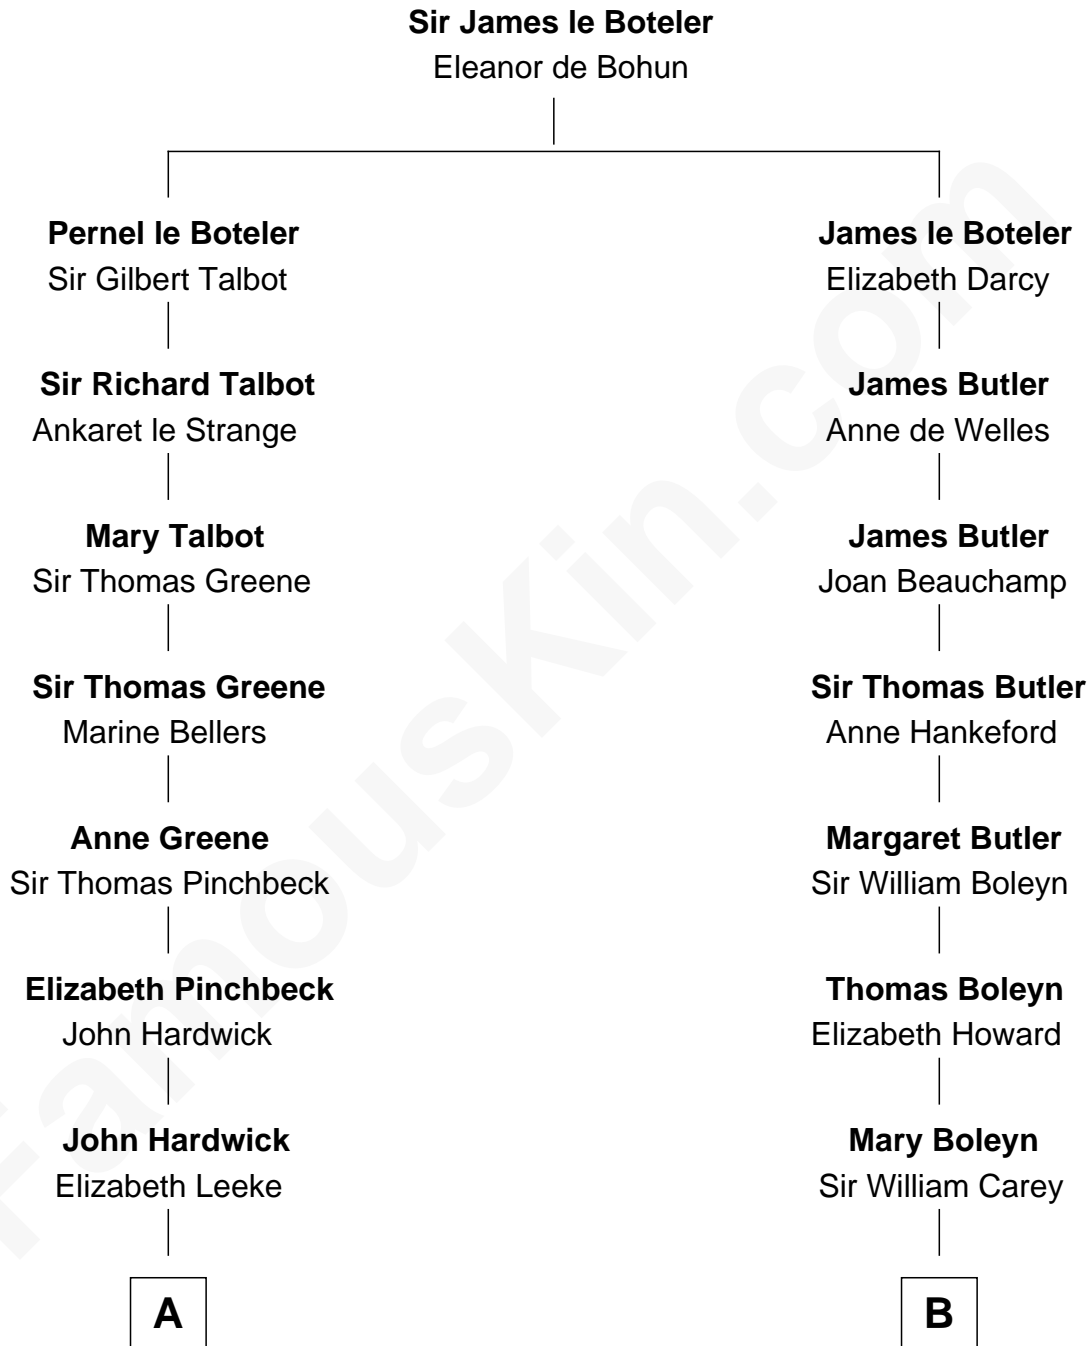 Sir James le Boteler
Eleanor de Bohun
Pernel le Boteler
Sir Gilbert Talbot
James le Boteler
Elizabeth Darcy
Sir Richard Talbot
Ankaret le Strange
James Butler
Anne de Welles
Mary Talbot
Sir Thomas Greene
James Butler
Joan Beauchamp
Sir Thomas Greene
Marine Bellers
Sir Thomas Butler
Anne Hankeford
Anne Greene
Sir Thomas Pinchbeck
Margaret Butler
Sir William Boleyn
Elizabeth Pinchbeck
John Hardwick
Thomas Boleyn
Elizabeth Howard
John Hardwick
Elizabeth Leeke
Mary Boleyn
Sir William Carey
A
B
FamousKin.com